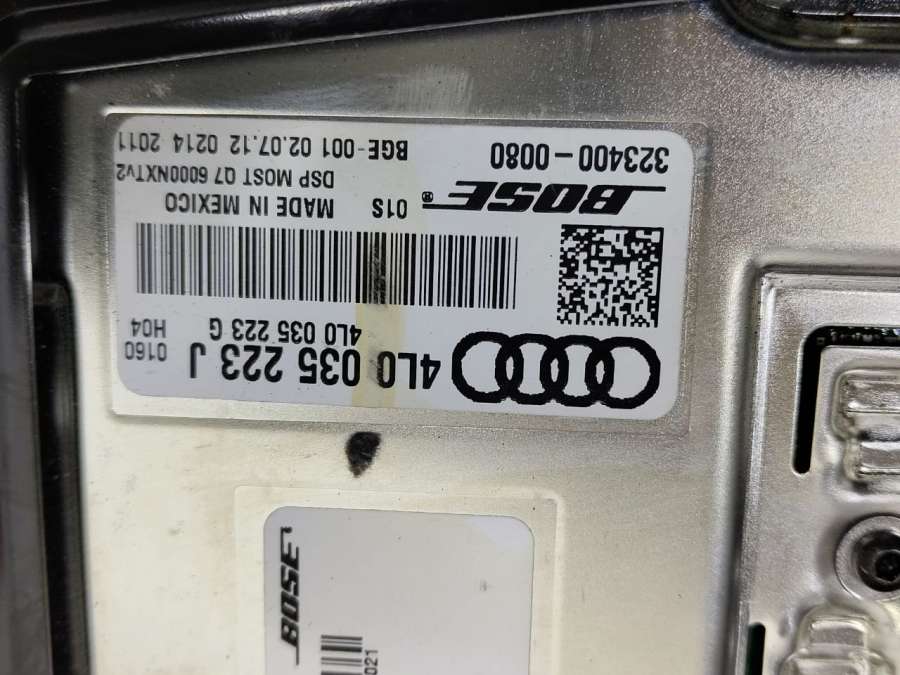 4L0 035 223 J
4L0 035 223 G
0160
H04
BOSE®
01S
MADE IN MEXICO
DSP MOST Q7 6000NXTv2
323400-0080
BGE-001 02.07.12 0214 2011
BOSE
021